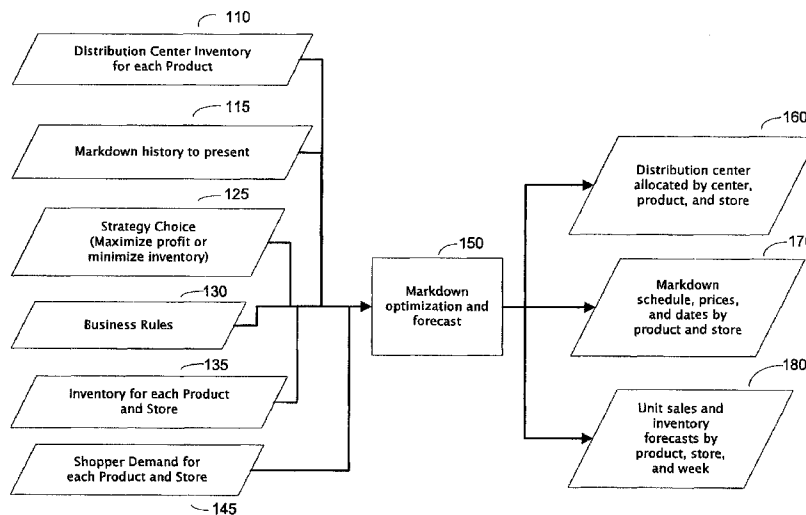 110
Distribution Center Inventory
for each Product
115
Markdown history to present
125
Strategy Choice
(Maximize profit or
minimize inventory)
130
Business Rules
135
Inventory for each Product
and Store
Shopper Demand for
each Product and Store
145
150
Markdown
optimization and
forecast
160
Distribution center
allocated by center,
product, and store
170
Markdown
schedule, prices,
and dates by
product and store
180
Unit sales and
inventory
forecasts by
product, store,
and week